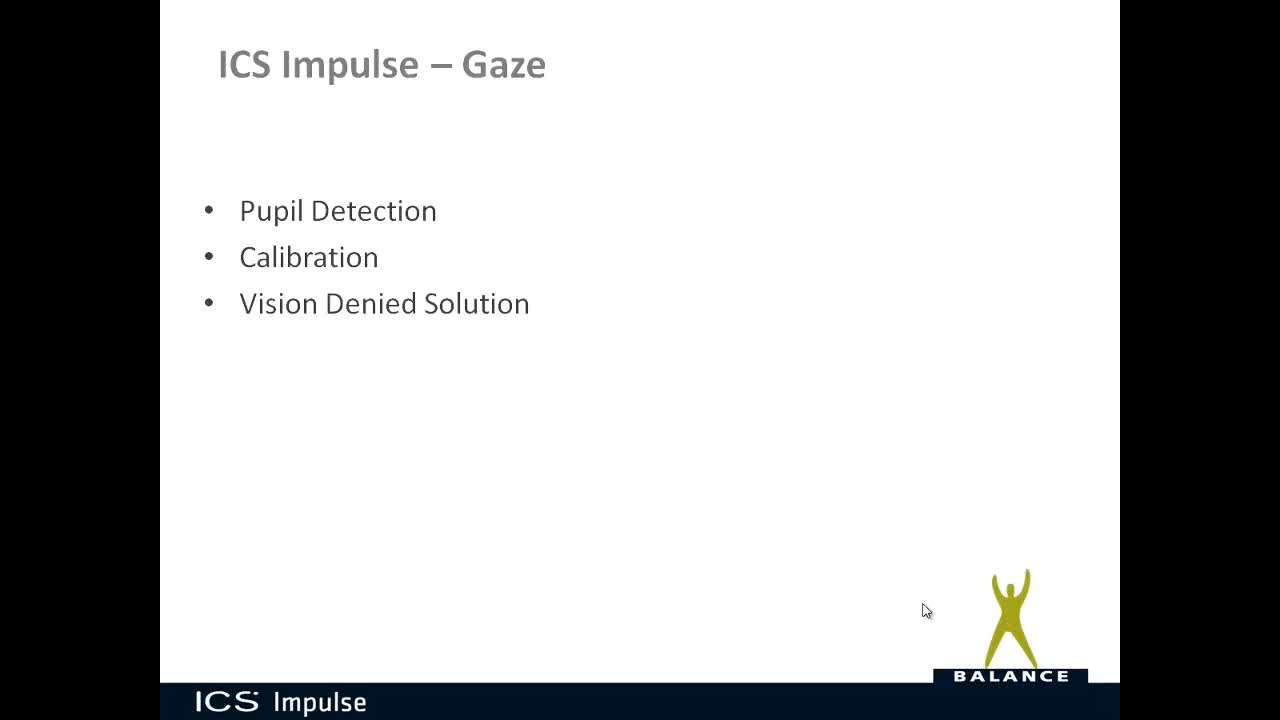 ICS Impulse – Gaze
• Pupil Detection
• Calibration
• Vision Denied Solution
BALANCE
ICS Impulse